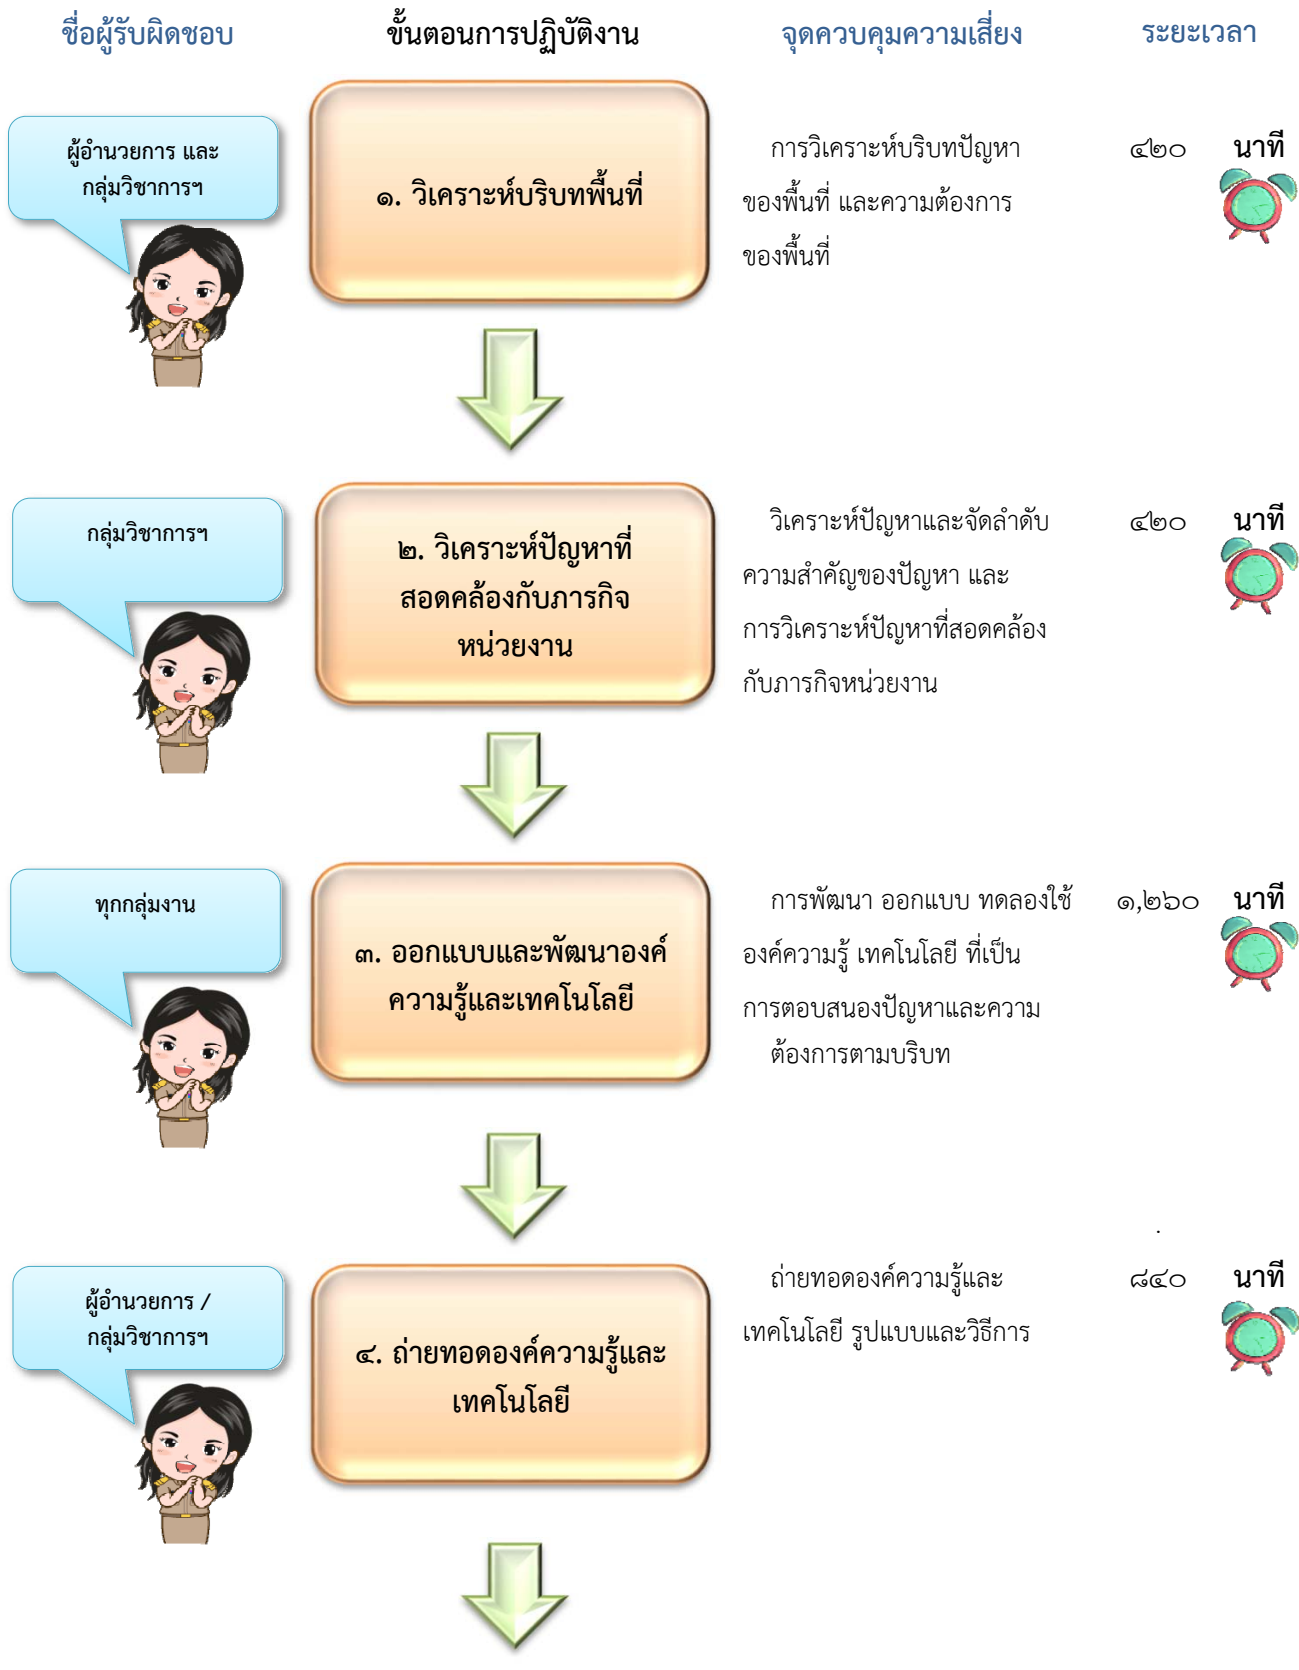 ชื่อผู้รับผิดชอบ ขั้นตอนการปฏิบัติงาน จุดควบคุมความเสี่ยง ระยะเวลา
ผู้อำนวยการ และ
กลุ่มวิชาการฯ
๑. วิเคราะห์บริบทพื้นที่
การวิเคราะห์บริบทปัญหา
ของพื้นที่ และความต้องการ
ของพื้นที่
๔๒๐ นาที
กลุ่มวิชาการฯ
๒. วิเคราะห์ปัญหาที่
สอดคล้องกับภารกิจ
หน่วยงาน
วิเคราะห์ปัญหาและจัดลำดับ
ความสำคัญของปัญหา และ
การวิเคราะห์ปัญหาที่สอดคล้อง
กับภารกิจหน่วยงาน
๔๒๐ นาที
ทุกกลุ่มงาน
๓. ออกแบบและพัฒนาองค์
ความรู้และเทคโนโลยี
การพัฒนา ออกแบบ ทดลองใช้
องค์ความรู้ เทคโนโลยี ที่เป็น
การตอบสนองปัญหาและความ
ต้องการตามบริบท
๑,๒๖๐ นาที
.
ผู้อำนวยการ /
กลุ่มวิชาการฯ
๔. ถ่ายทอดองค์ความรู้และ
เทคโนโลยี
ถ่ายทอดองค์ความรู้และ
เทคโนโลยี รูปแบบและวิธีการ
๘๔๐ นาที